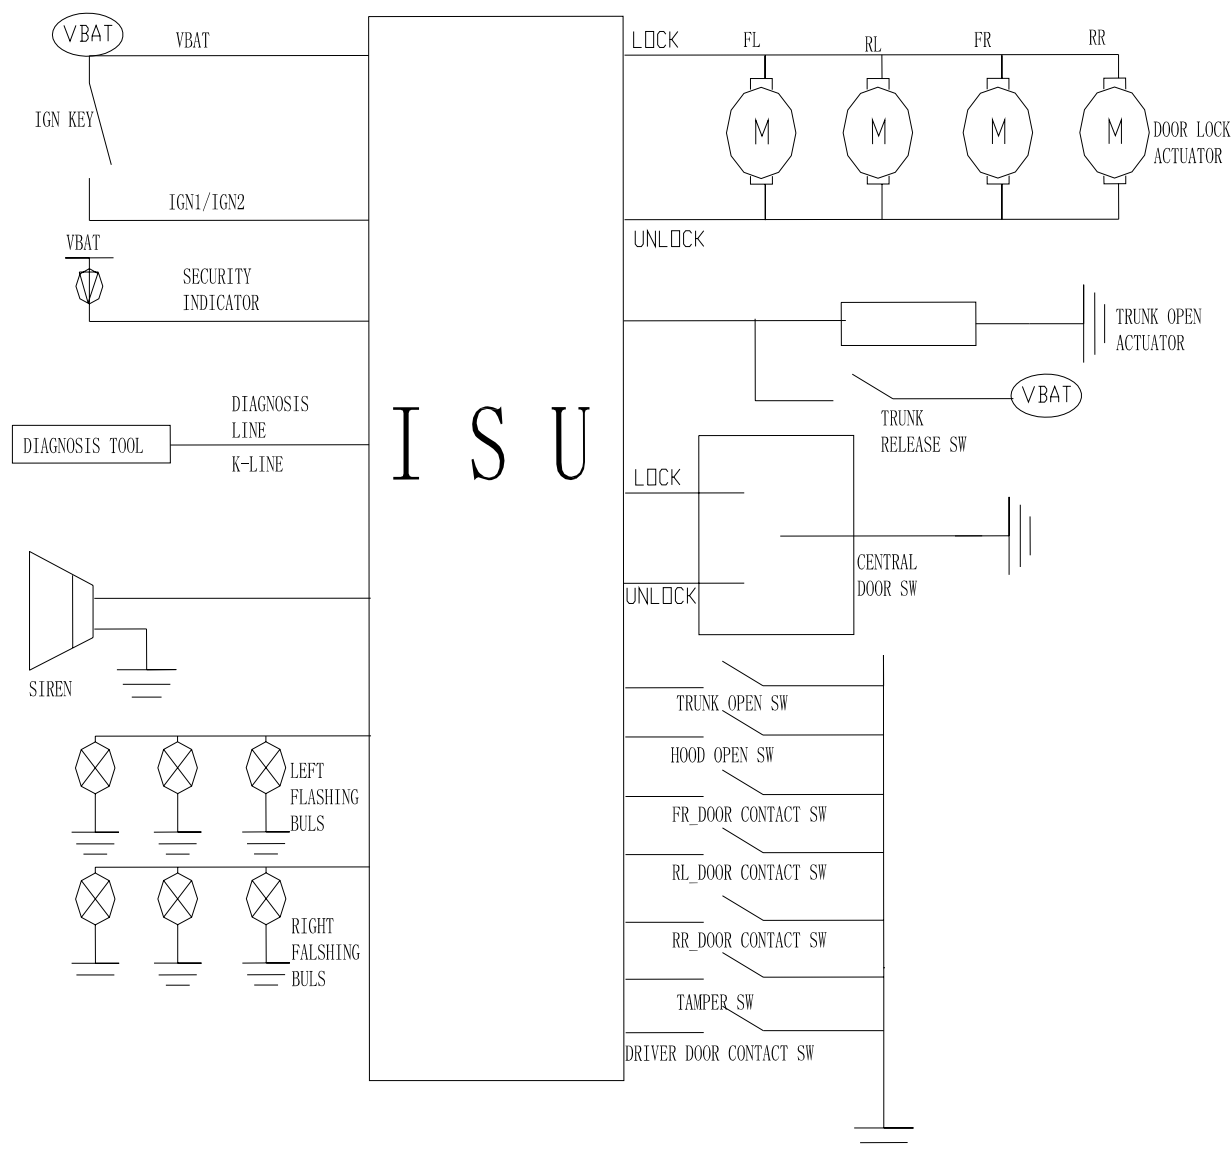 VBAT
VBAT
IGN KEY
IGN1/IGN2
VBAT
SECURITY
INDICATOR
DIAGNOSIS
LINE
DIAGNOSIS TOOL
K-LINE
SIREN
LEFT
FLASHING
BULS
RIGHT
FALSHING
BULS
I S U
LOCK
FL
RL
FR
RR
M
M
M
M
DOOR LOCK
ACTUATOR
UNLOCK
TRUNK OPEN
ACTUATOR
VBAT
TRUNK
RELEASE SW
LOCK
UNLOCK
CENTRAL
DOOR SW
TRUNK OPEN SW
HOOD OPEN SW
FR_DOOR CONTACT SW
RL_DOOR CONTACT SW
RR_DOOR CONTACT SW
TAMPER SW
DRIVER DOOR CONTACT SW